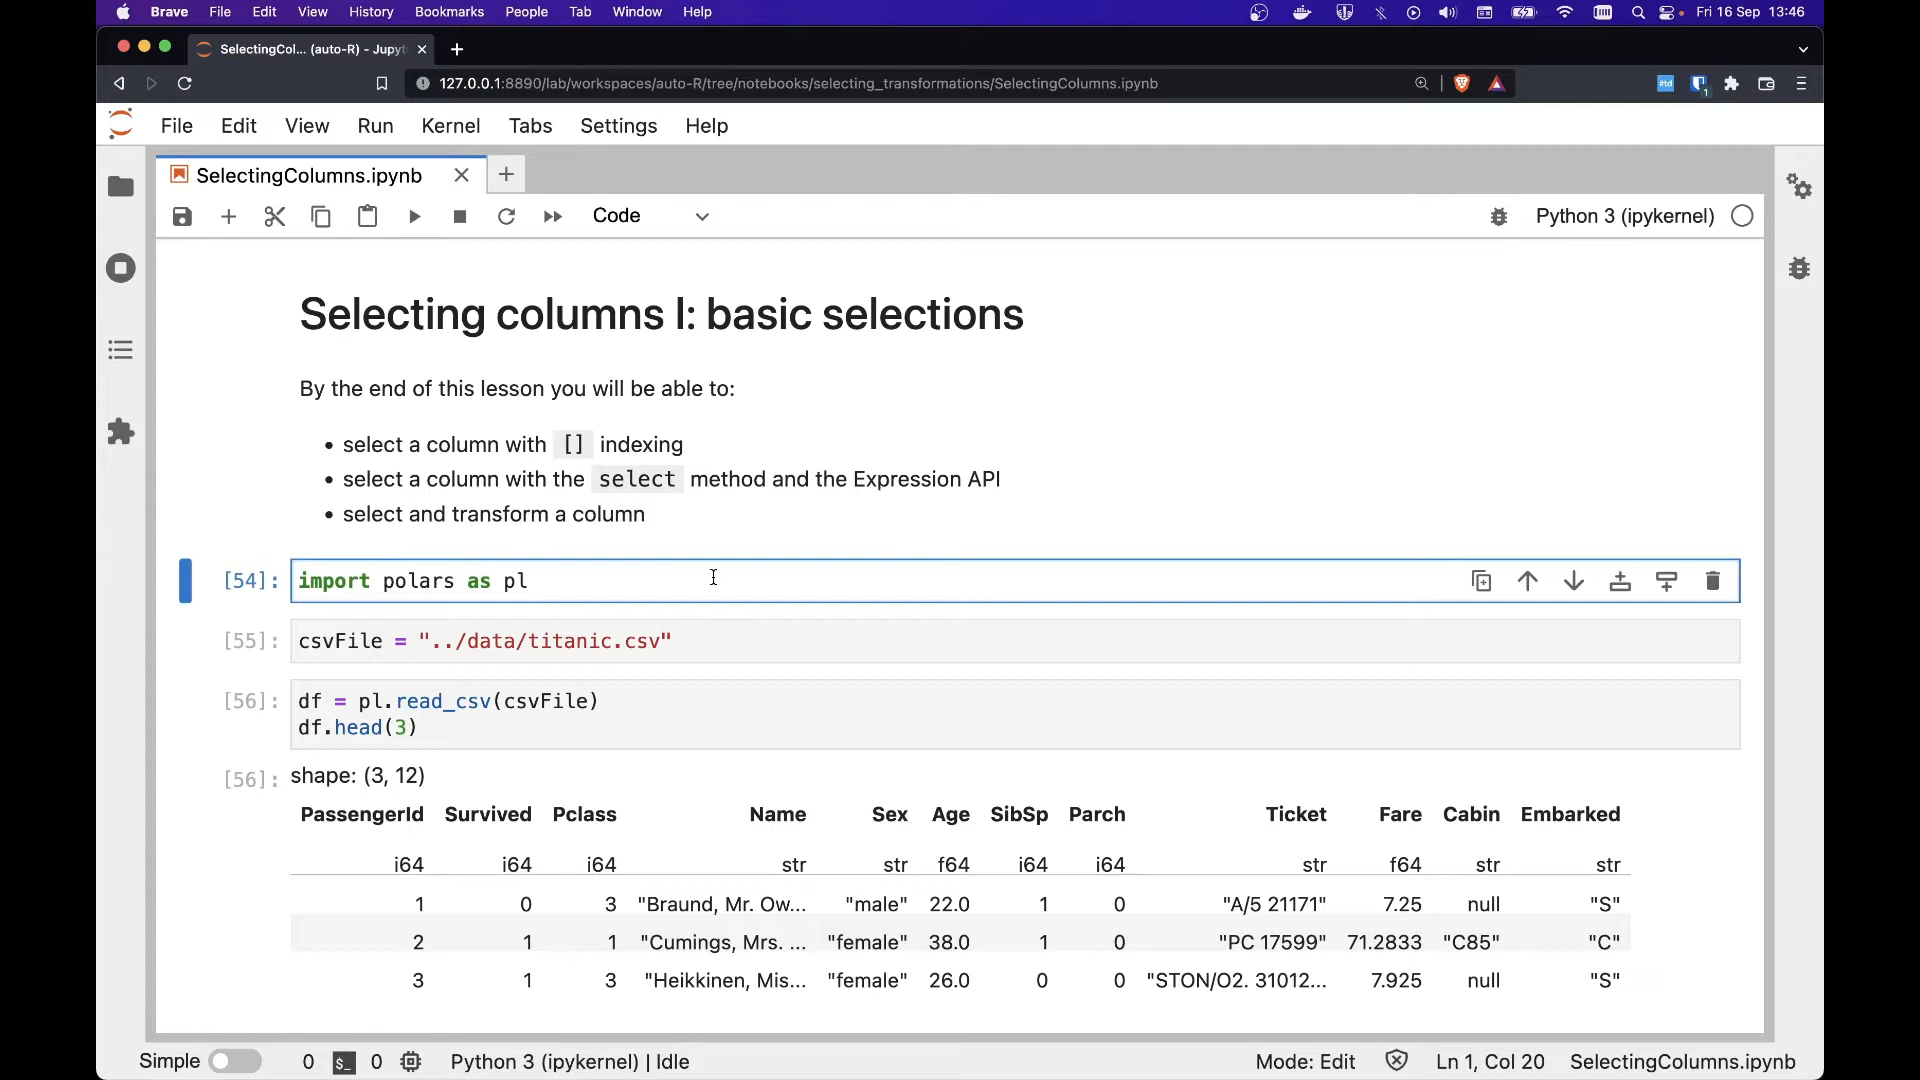 Brave File Edit View History Bookmarks People Tab Window Help Fri 16 Sep 13:46
SelectingCol... (auto-R) - Jupyt
127.0.0.1:8890/lab/workspaces/auto-R/tree/notebooks/selecting_transformations/SelectingColumns.ipynb
File Edit View Run Kernel Tabs Settings Help
SelectingColumns.ipynb
Code Python 3 (ipykernel)
Selecting columns I: basic selections
By the end of this lesson you will be able to:
• select a column with [] indexing
• select a column with the select method and the Expression API
• select and transform a column
[54]: import polars as pl
[55]: csvFile = "../data/titanic.csv"
[56]: df = pl.read_csv(csvFile)
df.head(3)
[56]: shape: (3, 12)
PassengerId Survived Pclass Name Sex Age SibSp Parch Ticket Fare Cabin Embarked
i64 i64 i64 str str f64 i64 i64 str f64 str str
1 0 3 "Braund, Mr. Ow... "male" 22.0 1 0 "A/5 21171" 7.25 null "S"
2 1 1 "Cumings, Mrs. ... "female" 38.0 1 0 "PC 17599" 71.2833 "C85" "C"
3 1 3 "Heikkinen, Mis... "female" 26.0 0 0 "STON/O2. 31012... 7.925 null "S"
Simple 0 $_ 0 Python 3 (ipykernel) | Idle Mode: Edit Ln 1, Col 20 SelectingColumns.ipynb